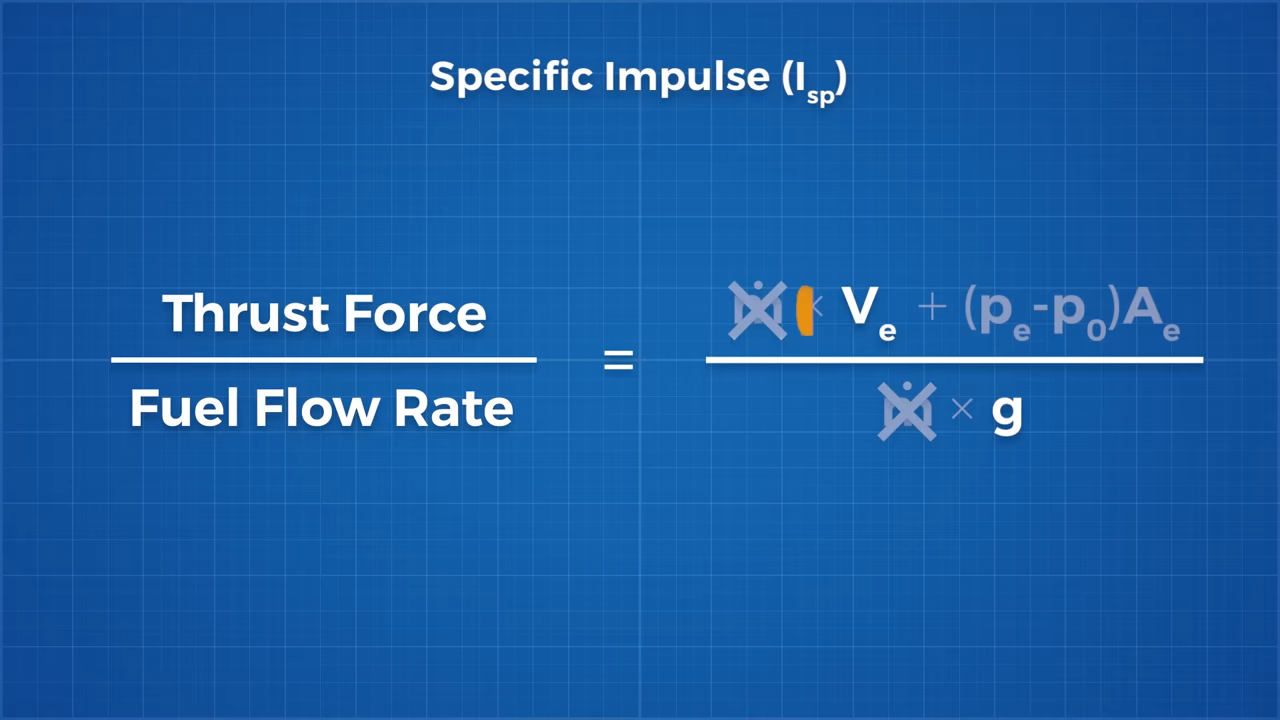 Specific Impulse (Isp)
Thrust Force
Fuel Flow Rate
=
ṁ × Ve + (pe-p0)Ae
ṁ × g